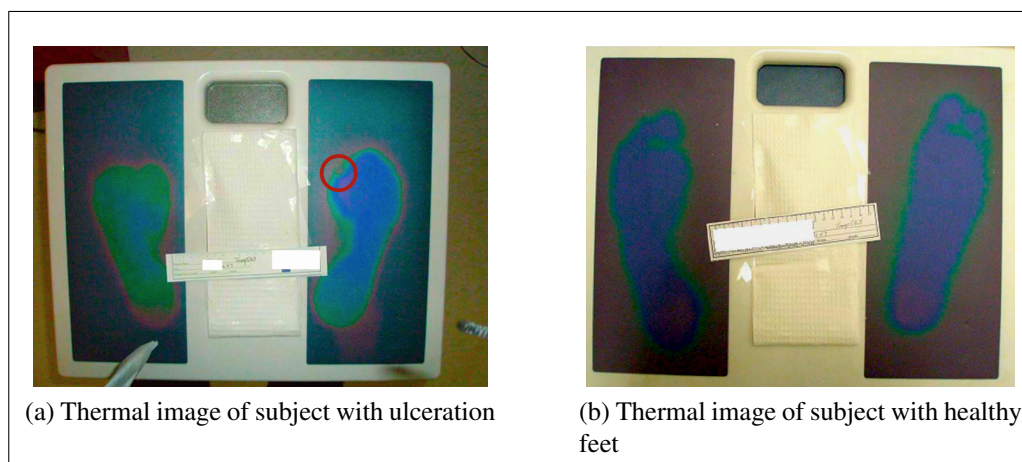 (a) Thermal image of subject with ulceration
(b) Thermal image of subject with healthy
feet